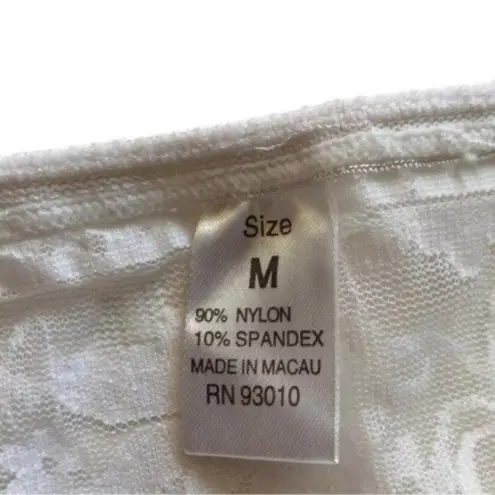 Size
M
90% NYLON
10% SPANDEX
MADE IN MACAU
RN 93010